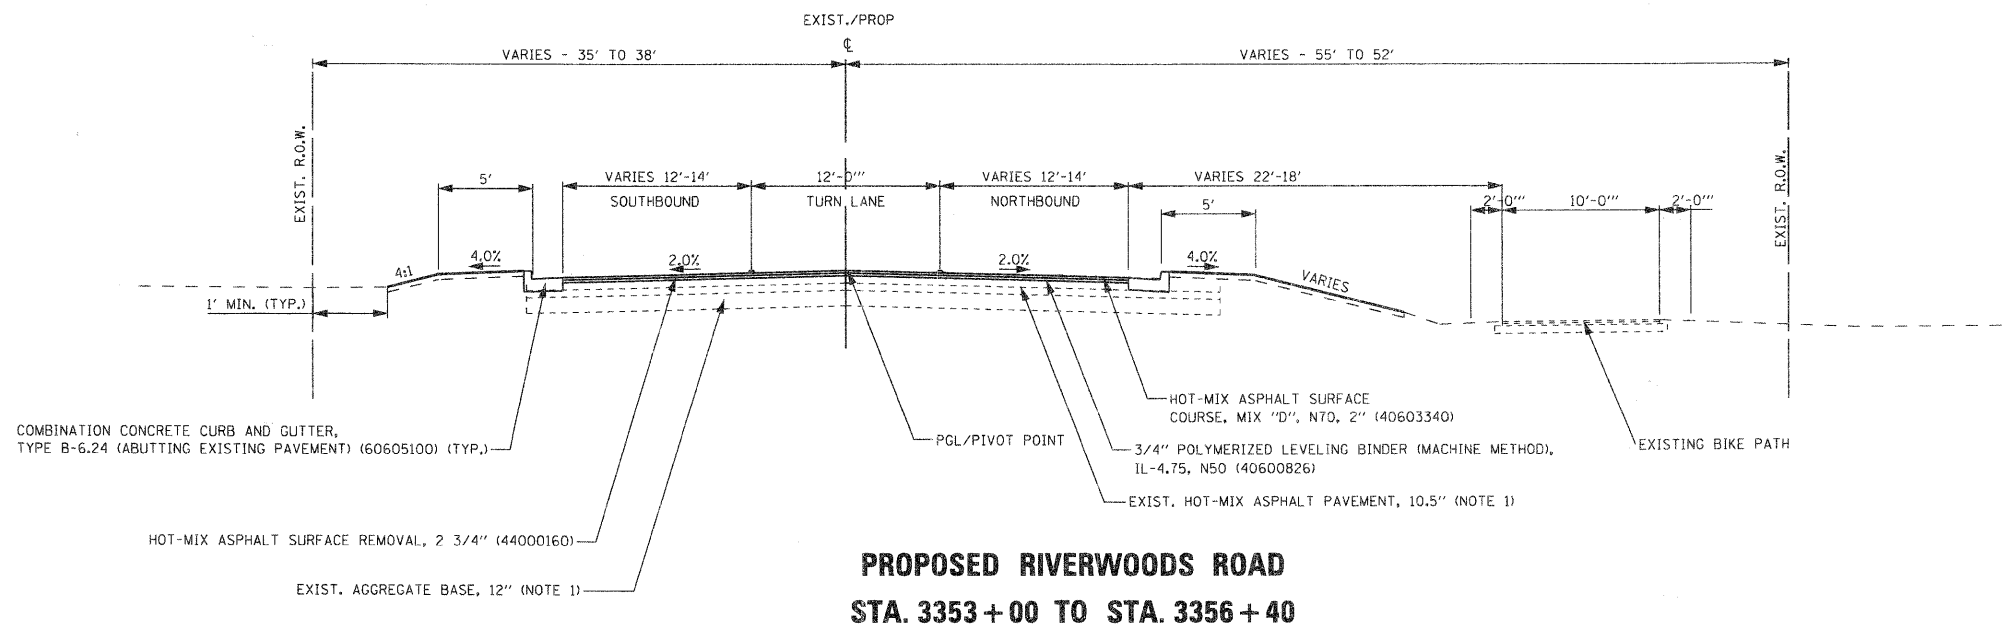 EXIST./PROP
℄
VARIES - 35' TO 38'
VARIES - 55' TO 52'
EXIST. R.O.W.
EXIST. R.O.W.
5'
VARIES 12'-14'
12'-0'''
VARIES 12'-14'
VARIES 22'-18'
SOUTHBOUND
TURN LANE
NORTHBOUND
5'
2'-0'''
10'-0'''
2'-0'''
4:1
4.0%
2.0%
2.0%
4.0%
VARIES
1' MIN. (TYP.)
HOT-MIX ASPHALT SURFACE
COURSE, MIX "D", N70, 2" (40603340)
COMBINATION CONCRETE CURB AND GUTTER,
TYPE B-6.24 (ABUTTING EXISTING PAVEMENT) (60605100) (TYP.)
PGL/PIVOT POINT
3/4" POLYMERIZED LEVELING BINDER (MACHINE METHOD),
IL-4.75, N50 (40600826)
EXISTING BIKE PATH
EXIST. HOT-MIX ASPHALT PAVEMENT, 10.5" (NOTE 1)
HOT-MIX ASPHALT SURFACE REMOVAL, 2 3/4" (44000160)
EXIST. AGGREGATE BASE, 12" (NOTE 1)
PROPOSED RIVERWOODS ROAD
STA. 3353+00 TO STA. 3356+40